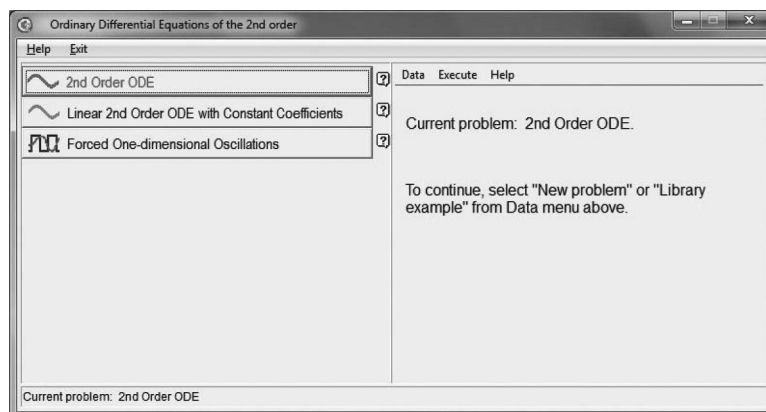 Ordinary Differential Equations of the 2nd order
Help Exit
2nd Order ODE
Linear 2nd Order ODE with Constant Coefficients
Forced One-dimensional Oscillations
Data Execute Help
Current problem: 2nd Order ODE.
To continue, select "New problem" or "Library
example" from Data menu above.
Current problem: 2nd Order ODE